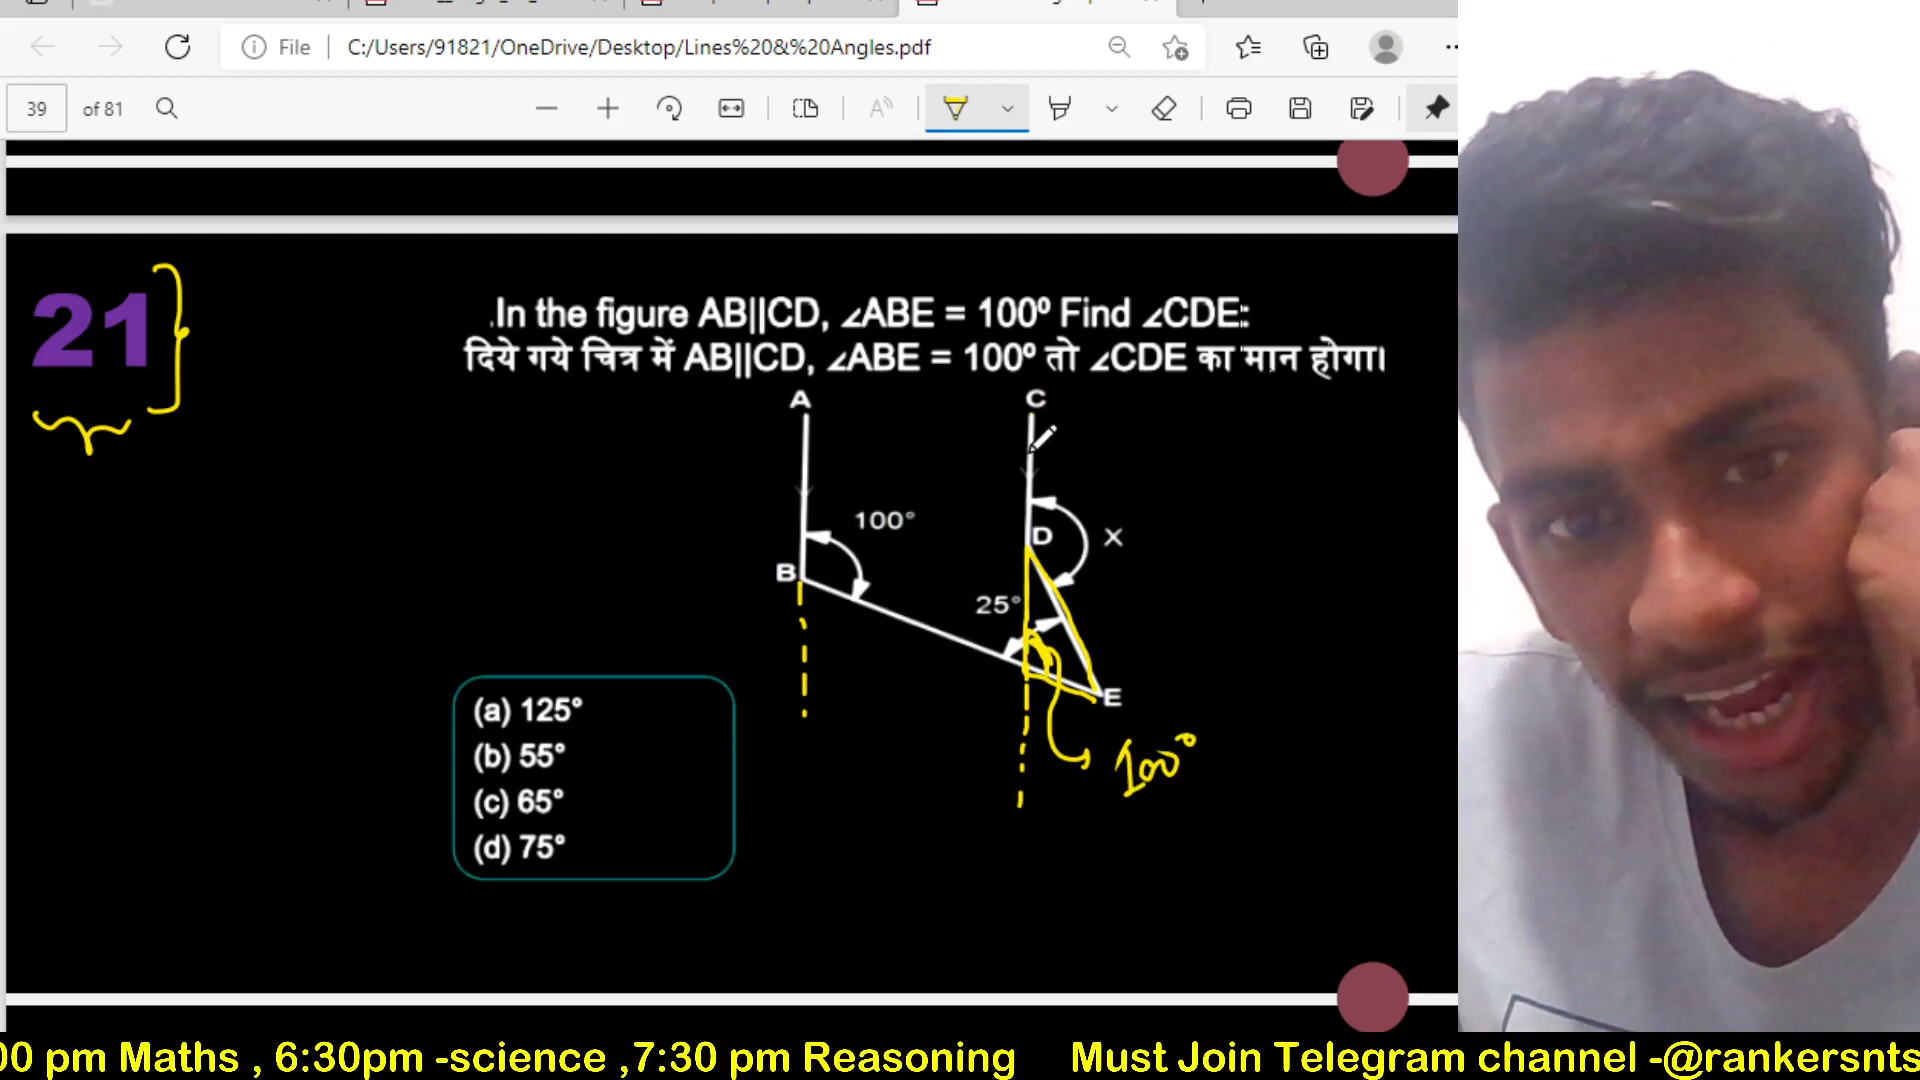 File C:/Users/91821/OneDrive/Desktop/Lines%20&%20Angles.pdf
39 of 81
21
.In the figure AB||CD, ∠ABE = 100º Find ∠CDE:
दिये गये चित्र में AB||CD, ∠ABE = 100º तो ∠CDE का मान होगा।
A
C
100°
D
X
B
25°
E
100°
(a) 125°
(b) 55°
(c) 65°
(d) 75°
00 pm Maths , 6:30pm -science ,7:30 pm Reasoning Must Join Telegram channel -@rankersnts